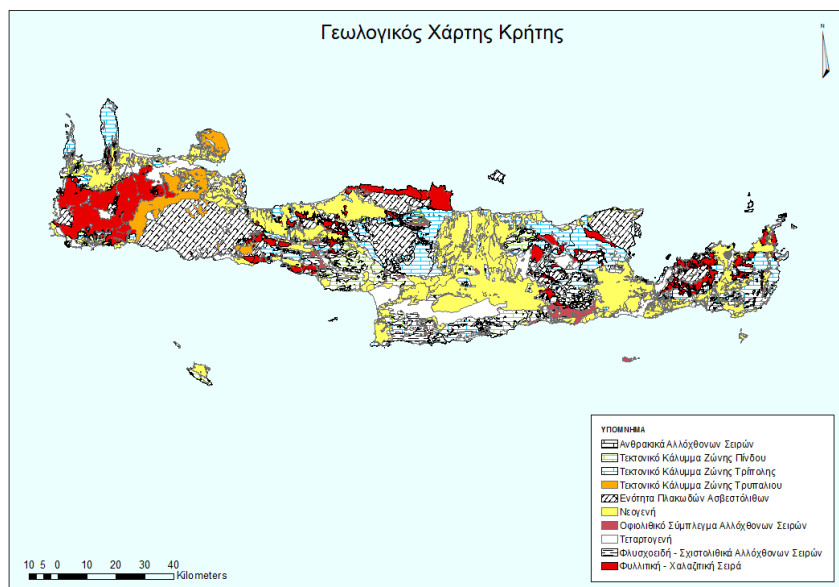 Γεωλογικός Χάρτης Κρήτης
N
ΥΠΟΜΝΗΜΑ
Ανθρακικά Αλλόχθονων Σειρών
Τεκτονικό Κάλυμμα Ζώνης Πίνδου
Τεκτονικό Κάλυμμα Ζώνης Τρίπολης
Τεκτονικό Κάλυμμα Ζώνης Τρυπαλιου
Ενότητα Πλακωδών Ασβεστόλιθων
Νεογενή
Οφιολιθικό Σύμπλεγμα Αλλόχθονων Σειρών
Τεταρτογενή
Φλυσχοειδή - Σχιστολιθικά Αλλόχθονων Σειρών
Φυλλιτική - Χαλαζιτική Σειρά
10 5 0 10 20 30 40
Kilometers